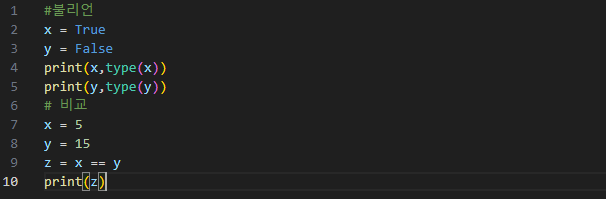 1 #불리언
2 x = True
3 y = False
4 print(x,type(x))
5 print(y,type(y))
6 # 비교
7 x = 5
8 y = 15
9 z = x == y
10 print(z)